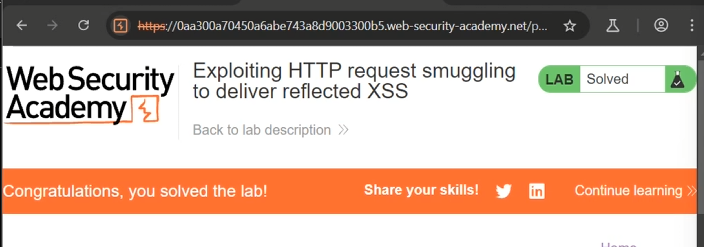 https://0aa300a70450a6abe743a8d9003300b5.web-security-academy.net/p...
Web Security
Academy
Exploiting HTTP request smuggling
to deliver reflected XSS
LAB Solved
Back to lab description
Congratulations, you solved the lab!
Share your skills!
Continue learning
Home